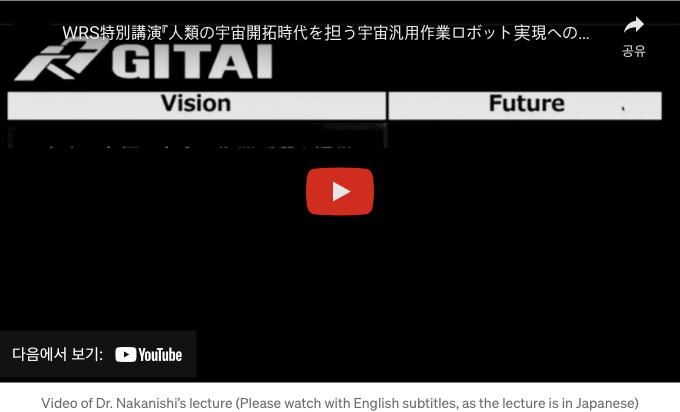 WRS特別講演『人類の宇宙開拓時代を担う宇宙汎用作業ロボット実現への...
공유
GITAI
Vision Future
다음에서 보기: YouTube
Video of Dr. Nakanishi's lecture (Please watch with English subtitles, as the lecture is in Japanese)